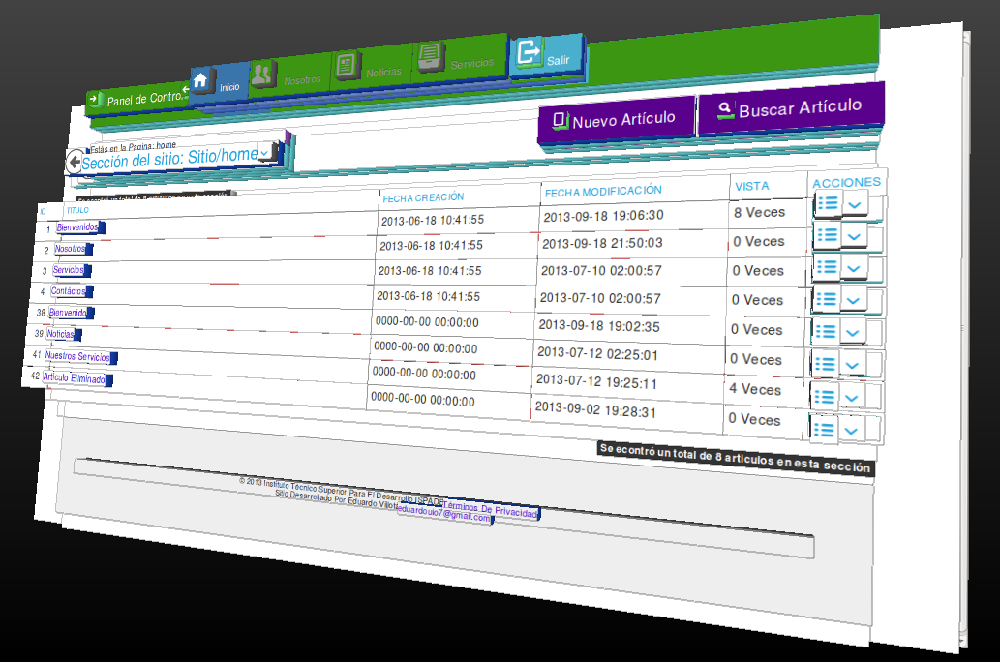 Panel de Contro..
Inicio
Nosotros
Noticias
Servicios
Salir
Nuevo Artículo
Buscar Artículo
Estás en la Pagina: home
Sección del sitio: Sitio/home
ID TITULO FECHA CREACIÓN FECHA MODIFICACIÓN VISTA ACCIONES
1 Bienvenidos 2013-06-18 10:41:55 2013-09-18 19:06:30 8 Veces
2 Nosotros 2013-06-18 10:41:55 2013-09-18 21:50:03 0 Veces
3 Servicios 2013-06-18 10:41:55 2013-07-10 02:00:57 0 Veces
4 Contáctos 2013-06-18 10:41:55 2013-07-10 02:00:57 0 Veces
38 Bienvenido 0000-00-00 00:00:00 2013-09-18 19:02:35 0 Veces
39 Noticias 0000-00-00 00:00:00 2013-07-12 02:25:01 0 Veces
41 Nuestros Servicios 0000-00-00 00:00:00 2013-07-12 19:25:11 4 Veces
42 Artículo Eliminado 0000-00-00 00:00:00 2013-09-02 19:28:31 0 Veces
Se econtró un total de 8 articulos en esta sección
© 2013 Instituto Técnico Superior Para El Desarrollo ISPADE Términos De Privacidad
Sitio Desarrollado Por Eduardo Villota eduardouio7@gmail.com